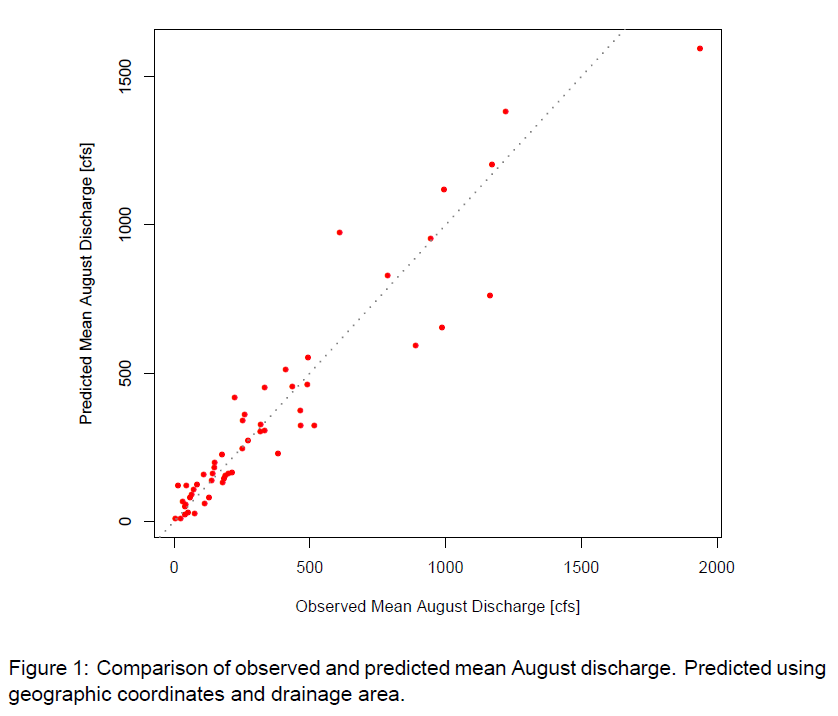 1500
1000
500
0
Predicted Mean August Discharge [cfs]
0 500 1000 1500 2000
Observed Mean August Discharge [cfs]
Figure 1: Comparison of observed and predicted mean August discharge. Predicted using
geographic coordinates and drainage area.